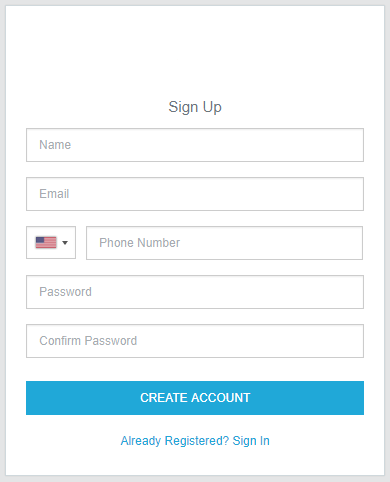 Sign Up
Name
Email
Phone Number
Password
Confirm Password
CREATE ACCOUNT
Already Registered? Sign In